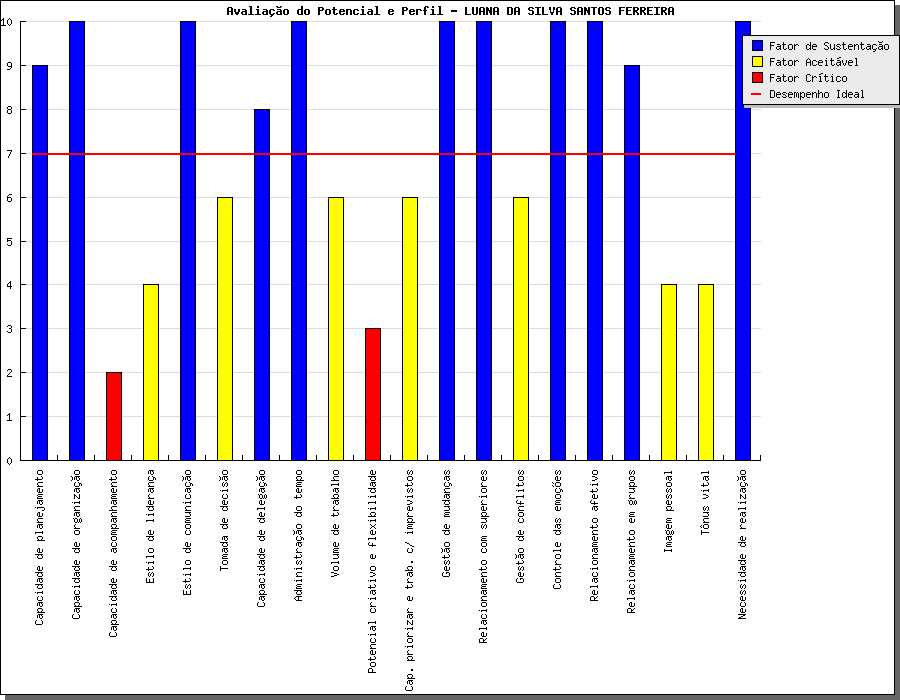 Avaliação do Potencial e Perfil - LUANA DA SILVA SANTOS FERREIRA
10
9
8
7
6
5
4
3
2
1
0
Fator de Sustentação
Fator Aceitável
Fator Crítico
Desempenho Ideal
Capacidade de planejamento
Capacidade de organização
Capacidade de acompanhamento
Estilo de liderança
Estilo de comunicação
Tomada de decisão
Capacidade de delegação
Administração do tempo
Volume de trabalho
Potencial criativo e flexibilidade
Cap. priorizar e trab. c/ imprevistos
Gestão de mudanças
Relacionamento com superiores
Gestão de conflitos
Controle das emoções
Relacionamento afetivo
Relacionamento em grupos
Imagem pessoal
Tônus vital
Necessidade de realização